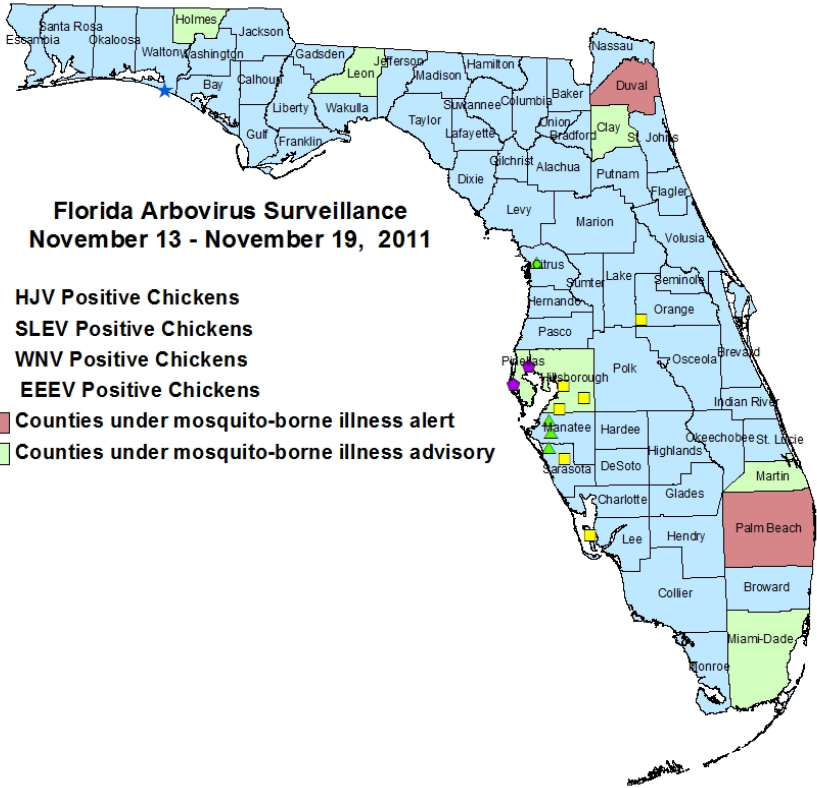 Holmes
Santa Rosa
Jackson
Escambia
Okaloosa
Walton
Washington
Gadsden
Jefferson
Hamilton
Nassau
Leon
Madison
Bay
Calhoun
Duval
Baker
Suwannee
Columbia
Liberty
Wakulla
Taylor
Union
Clay
Gulf
Franklin
Lafayette
Bradford
St. Johns
Gilchrist
Alachua
Putnam
Dixie
Flagler
Levy
Marion
Florida Arbovirus Surveillance
November 13 - November 19, 2011
Volusia
Citrus
Sumter
Lake
Seminole
HJV Positive Chickens
Hernando
Orange
SLEV Positive Chickens
Pasco
WNV Positive Chickens
Pinellas
Polk
Osceola
Brevard
Hillsborough
EEEV Positive Chickens
Indian River
Counties under mosquito-borne illness alert
Manatee
Hardee
Okeechobee
St. Lucie
Counties under mosquito-borne illness advisory
Highlands
Sarasota
DeSoto
Martin
Charlotte
Glades
Palm Beach
Lee
Hendry
Collier
Broward
Miami-Dade
Monroe